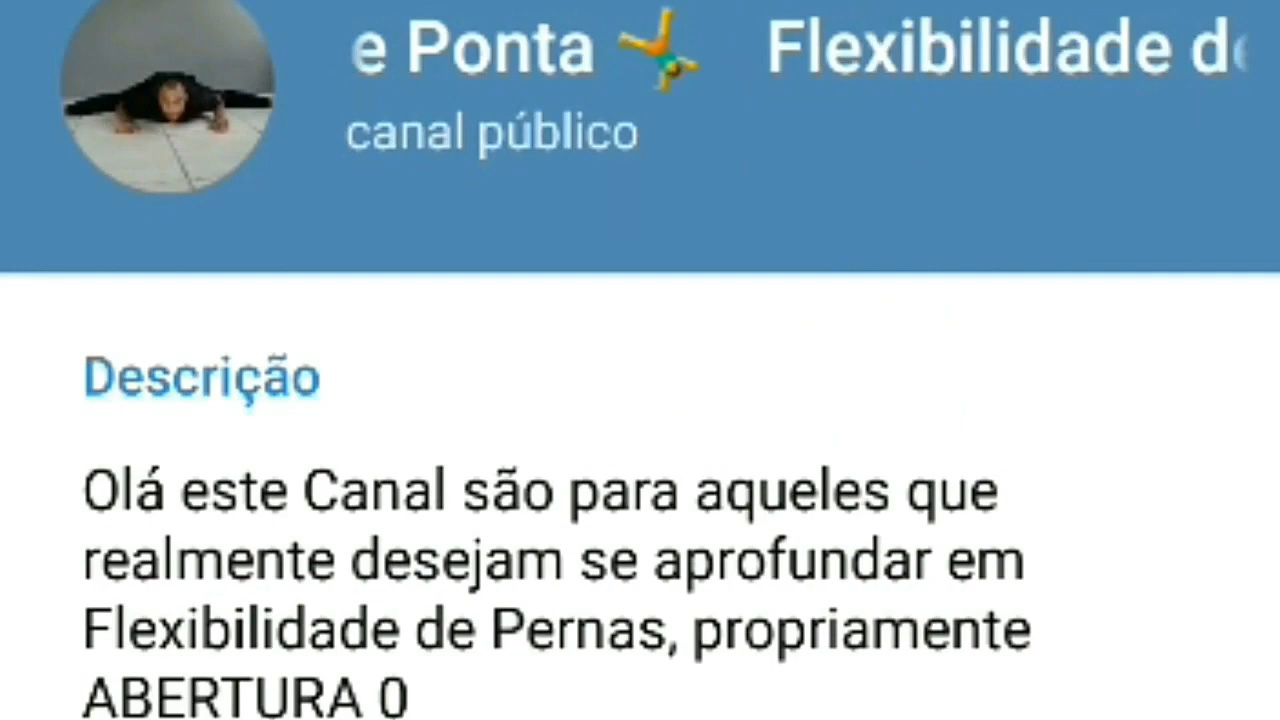 e Ponta 🤸 Flexibilidade d
canal público
Descrição
Olá este Canal são para aqueles que
realmente desejam se aprofundar em
Flexibilidade de Pernas, propriamente
ABERTURA 0